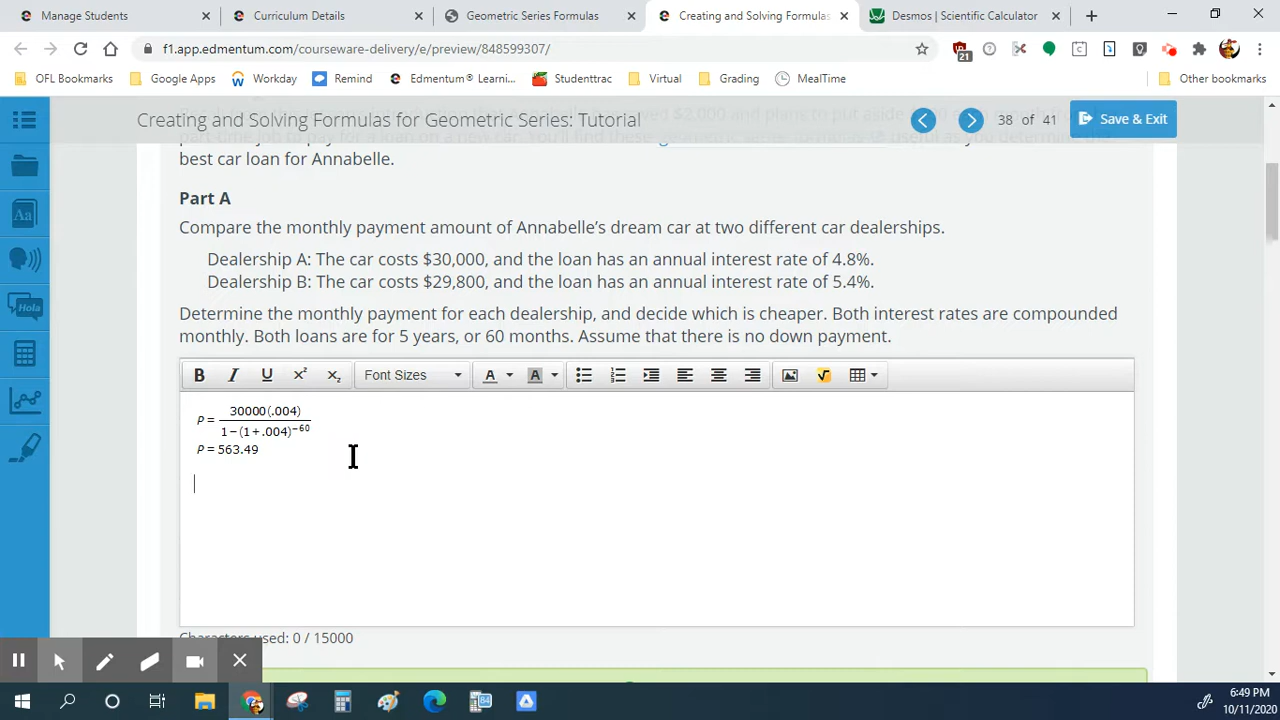 Manage Students
Curriculum Details
Geometric Series Formulas
Creating and Solving Formulas
Desmos | Scientific Calculator
f1.app.edmentum.com/courseware-delivery/e/preview/848599307/
21
OFL Bookmarks
Google Apps
Workday
Remind
Edmentum® Learni...
Studenttrac
Virtual
Grading
MealTime
Other bookmarks
Creating and Solving Formulas for Geometric Series: Tutorial
38 of 41
Save & Exit
best car loan for Annabelle.
Part A
Compare the monthly payment amount of Annabelle's dream car at two different car dealerships.
Dealership A: The car costs $30,000, and the loan has an annual interest rate of 4.8%.
Dealership B: The car costs $29,800, and the loan has an annual interest rate of 5.4%.
Determine the monthly payment for each dealership, and decide which is cheaper. Both interest rates are compounded
monthly. Both loans are for 5 years, or 60 months. Assume that there is no down payment.
B I U X² X₂ Font Sizes A A
P = 30000(.004) / 1−(1+.004)^−60
P = 563.49
Characters used: 0 / 15000
Aa
Hola
6:49 PM
10/11/2020